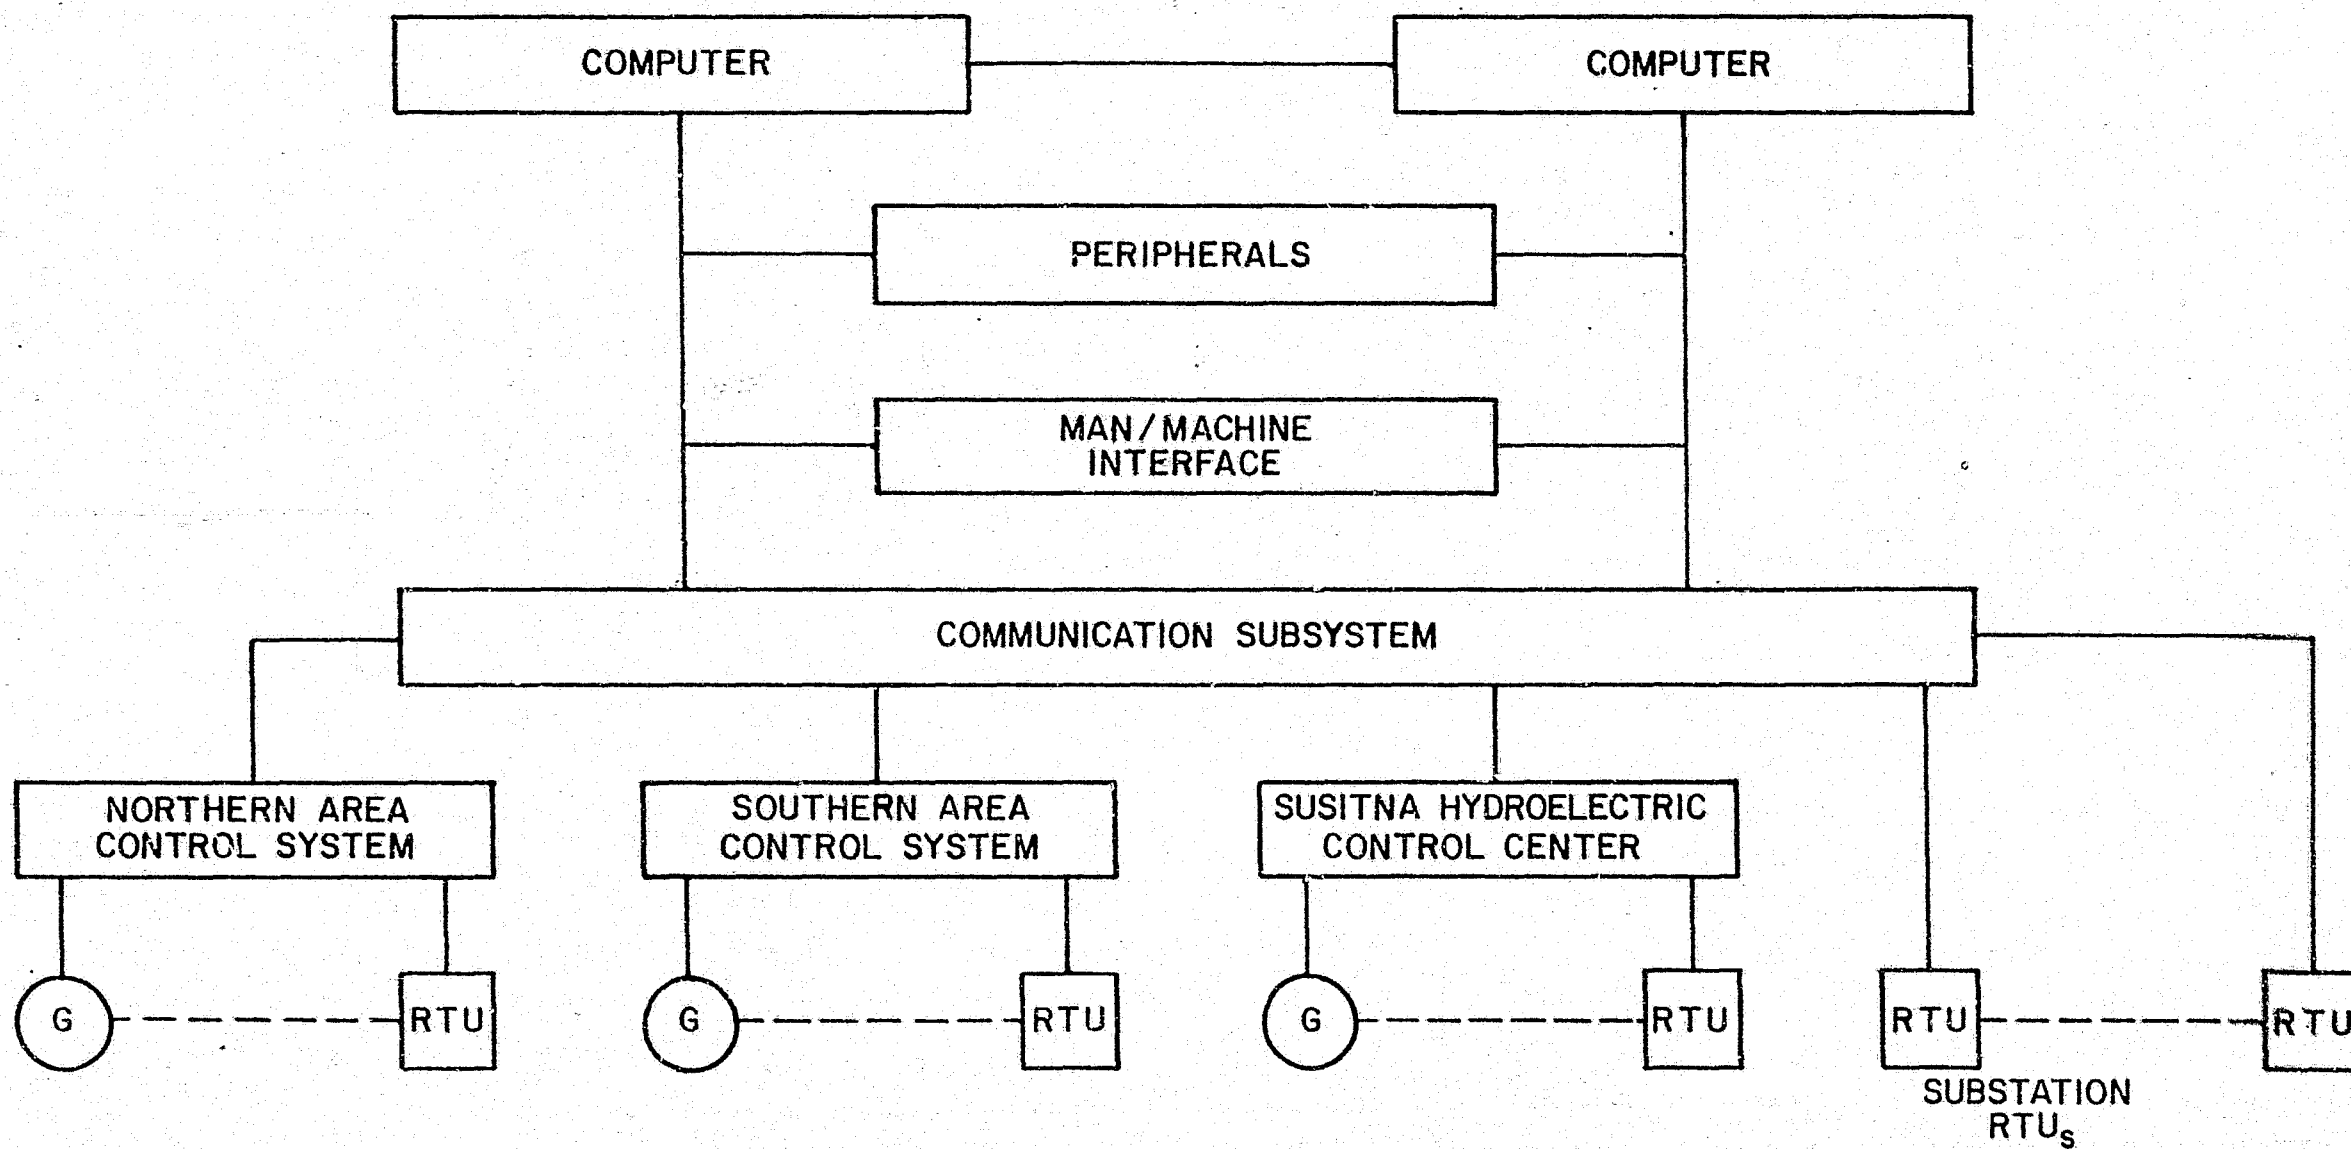 COMPUTER
COMPUTER
PERIPHERALS
MAN/MACHINE
INTERFACE
COMMUNICATION SUBSYSTEM
NORTHERN AREA
CONTROL SYSTEM
SOUTHERN AREA
CONTROL SYSTEM
SUSITNA HYDROELECTRIC
CONTROL CENTER
G
RTU
G
RTU
G
RTU
RTU
RTU
SUBSTATION
RTUs